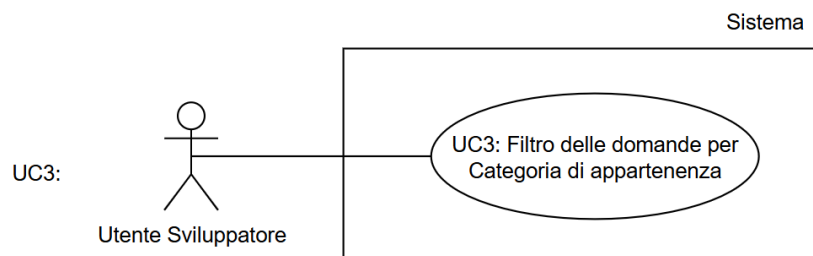 Sistema
UC3: Filtro delle domande per
Categoria di appartenenza
UC3:
Utente Sviluppatore